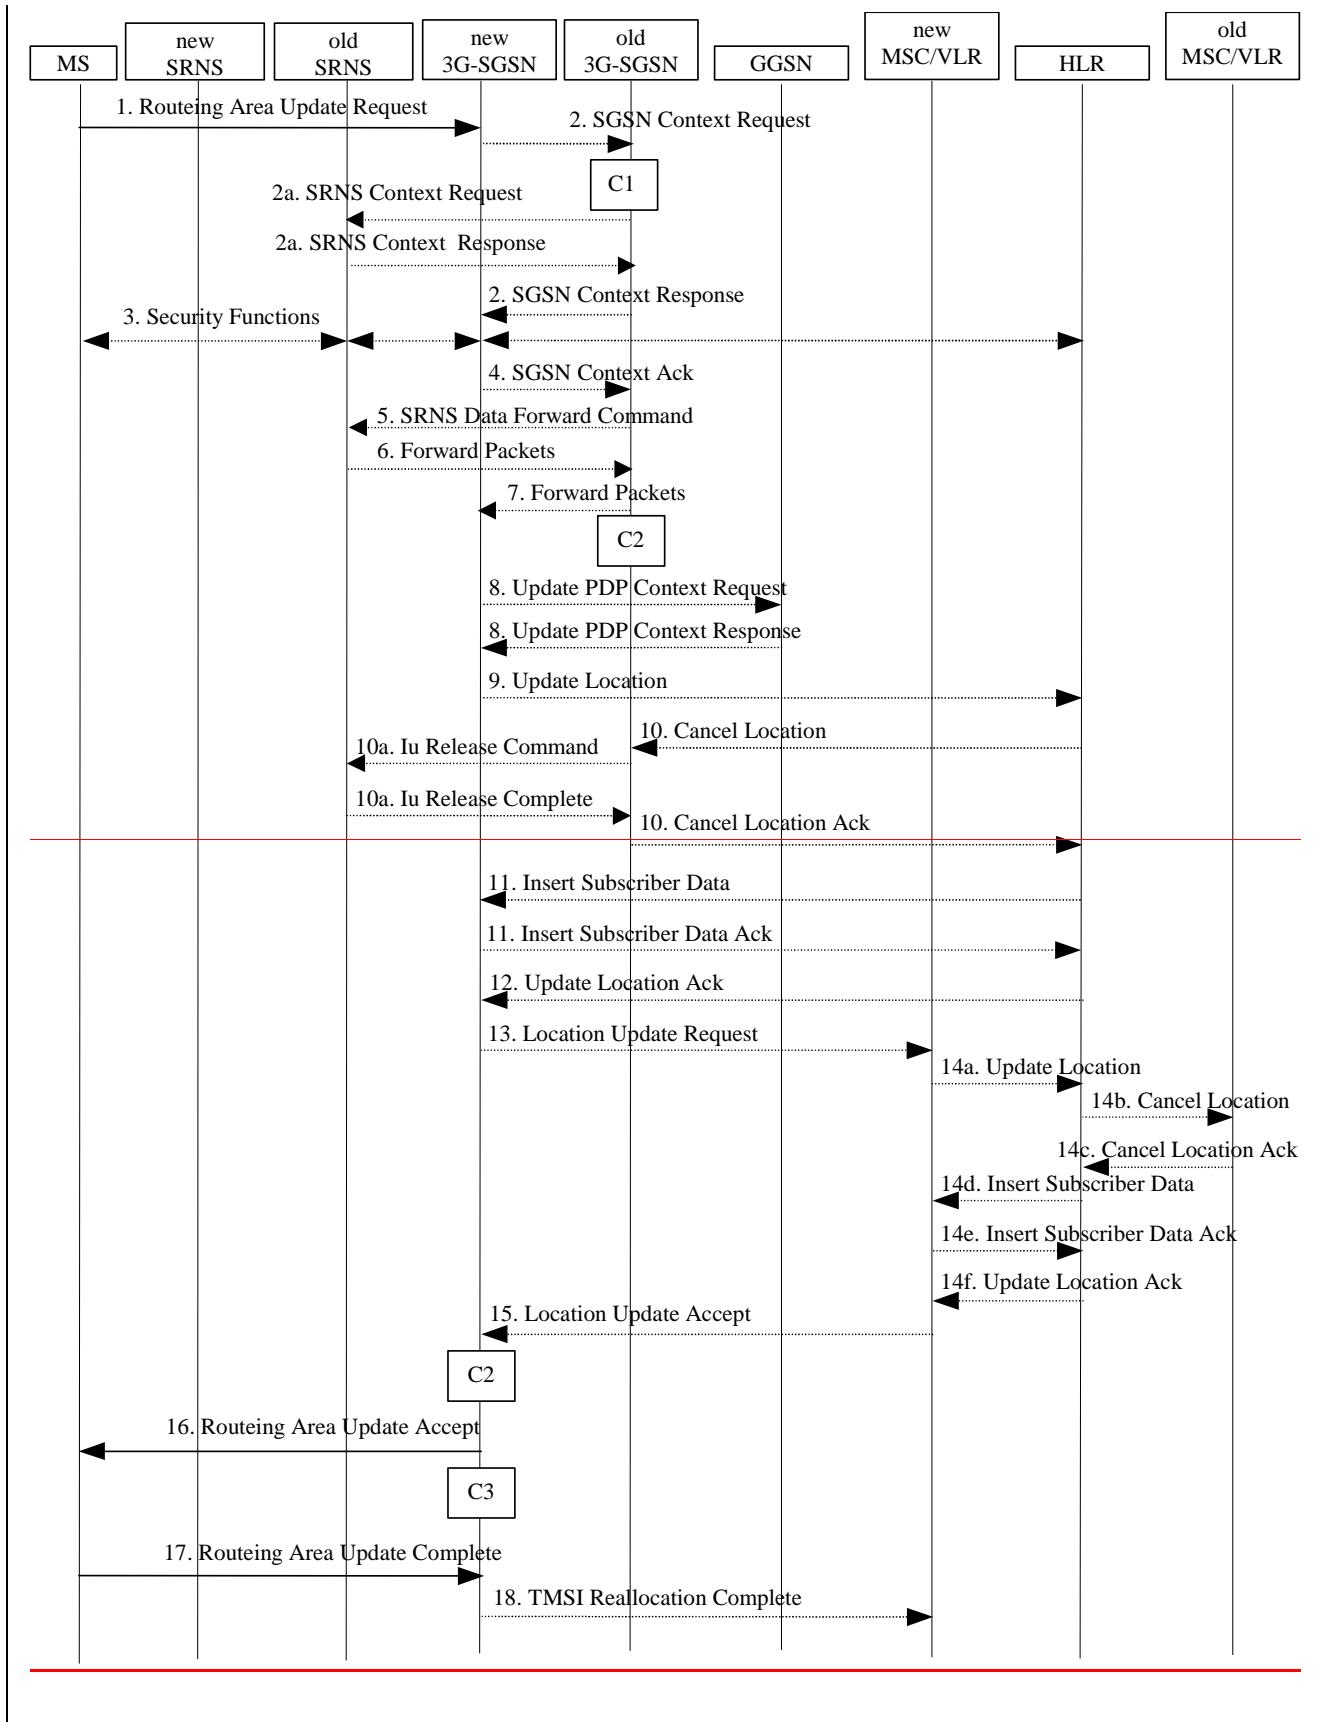 MS
new
SRNS
old
SRNS
new
3G-SGSN
old
3G-SGSN
GGSN
new
MSC/VLR
HLR
old
MSC/VLR
1. Routeing Area Update Request
2. SGSN Context Request
C1
2a. SRNS Context Request
2a. SRNS Context Response
2. SGSN Context Response
3. Security Functions
4. SGSN Context Ack
5. SRNS Data Forward Command
6. Forward Packets
7. Forward Packets
C2
8. Update PDP Context Request
8. Update PDP Context Response
9. Update Location
10. Cancel Location
10a. Iu Release Command
10a. Iu Release Complete
10. Cancel Location Ack
11. Insert Subscriber Data
11. Insert Subscriber Data Ack
12. Update Location Ack
13. Location Update Request
14a. Update Location
14b. Cancel Location
14c. Cancel Location Ack
14d. Insert Subscriber Data
14e. Insert Subscriber Data Ack
14f. Update Location Ack
15. Location Update Accept
C2
16. Routeing Area Update Accept
C3
17. Routeing Area Update Complete
18. TMSI Reallocation Complete